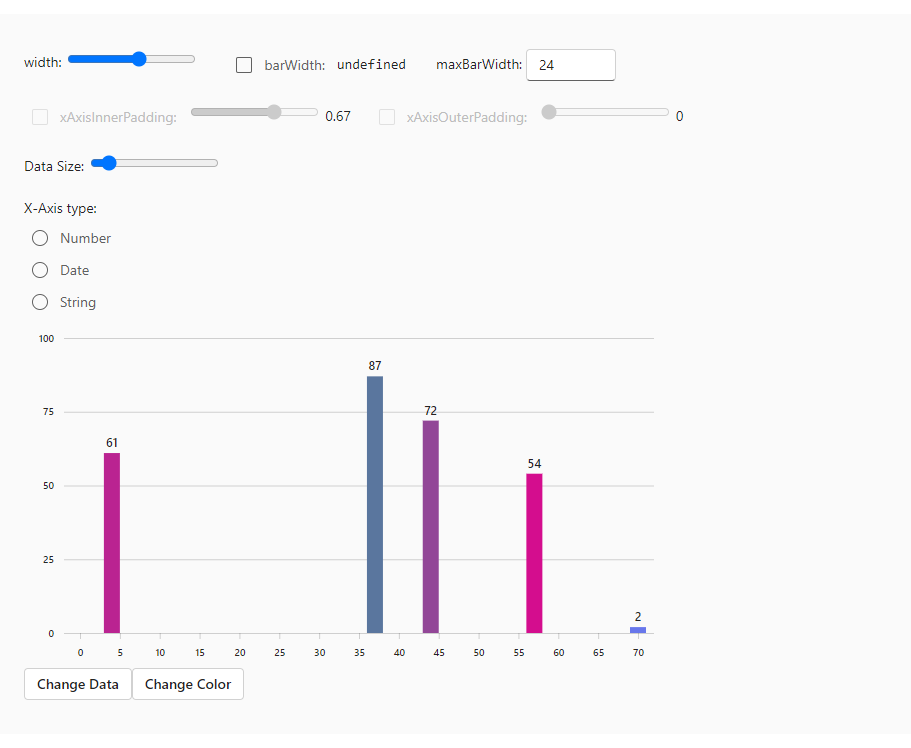 width: barWidth: undefined maxBarWidth: 24
xAxisInnerPadding: 0.67 xAxisOuterPadding: 0
Data Size:
X-Axis type:
Number
Date
String
100
87
72
75
61
54
50
25
2
0
0 5 10 15 20 25 30 35 40 45 50 55 60 65 70
Change Data Change Color